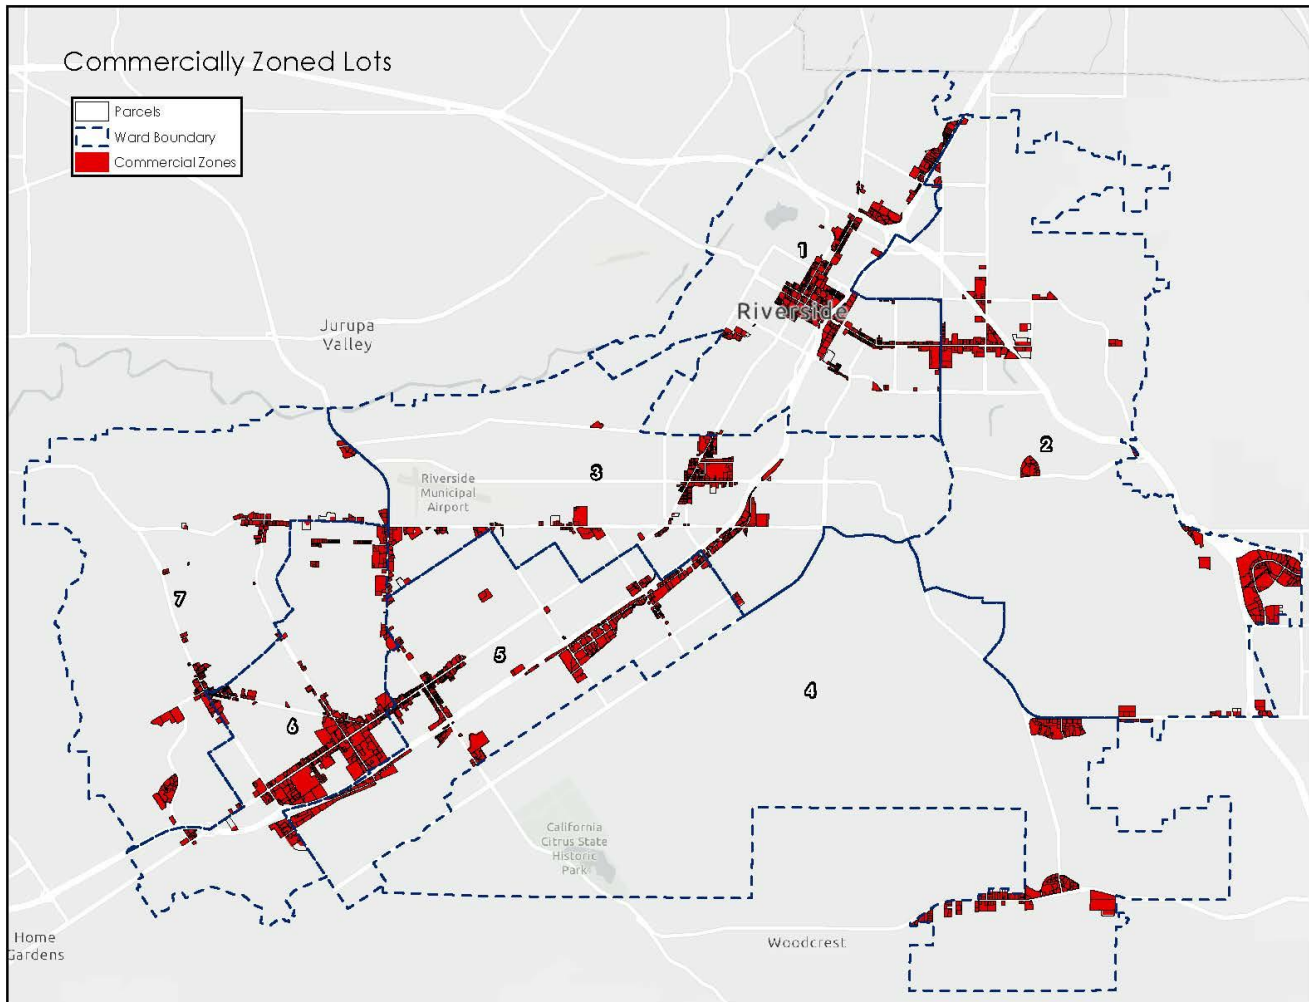 Commercially Zoned Lots
Parcels
Ward Boundary
Commercial Zones
1
Riverside
Jurupa
Valley
2
3
Riverside
Municipal
Airport
7
5
4
6
California
Citrus State
Historic
Park
Home
Gardens
Woodcrest